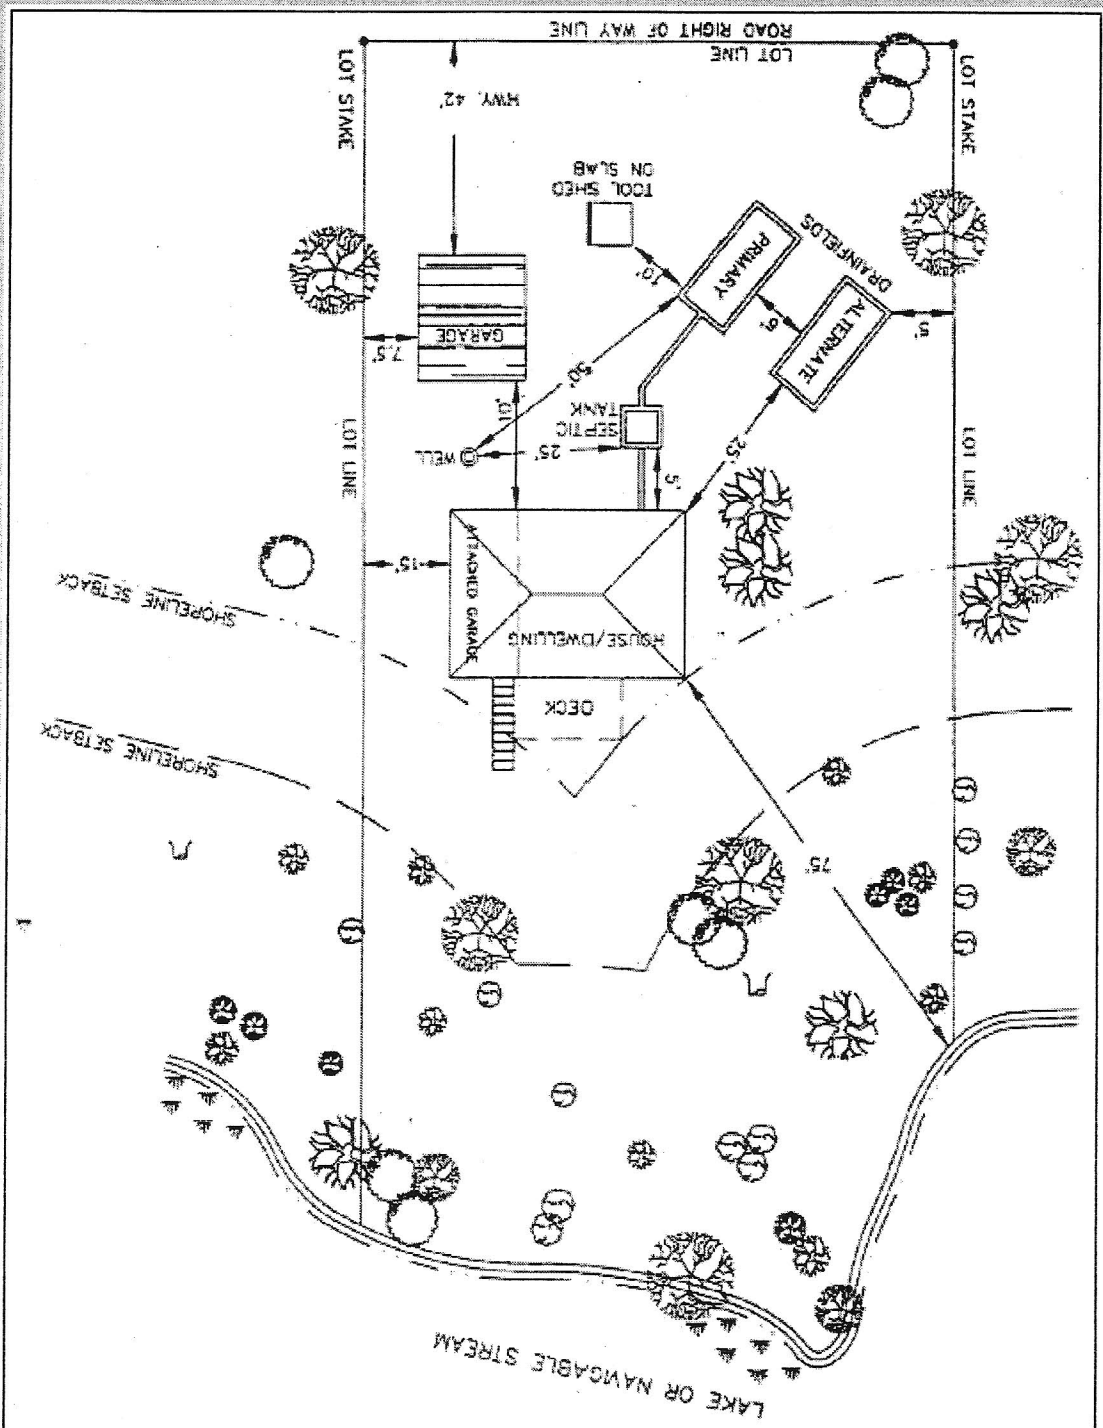 ROAD RIGHT OF WAY LINE
LOT LINE
LOT STAKE
LOT STAKE
HWY. 42'
TOOL SHED
ON SLAB
10'
PRIMARY
DRAINFIELDS
ALTERNATE
6'
5'
GARAGE
7.5'
50'
10'
SEPTIC
TANK
WELL
25'
5'
25'
LOT LINE
LOT LINE
15'
ATTACHED GARAGE
HOUSE/DWELLING
DECK
SHORELINE SETBACK
SHORELINE SETBACK
75'
LAKE OR NAVIGABLE STREAM